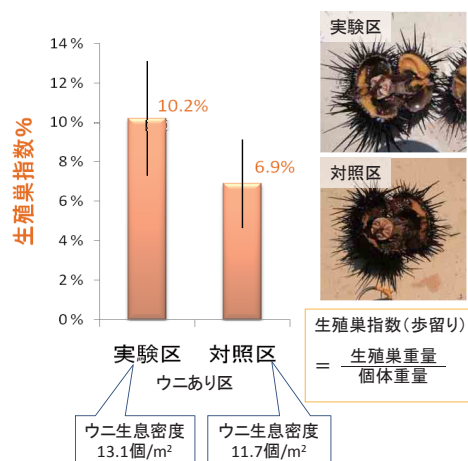 14%
12%
10%
8%
6%
4%
2%
0%
生殖巣指数%
10.2%
6.9%
実験区
対照区
ウニあり区
ウニ生息密度
13.1個/m²
ウニ生息密度
11.7個/m²
実験区
対照区
生殖巣指数(歩留り)
= 生殖巣重量
個体重量